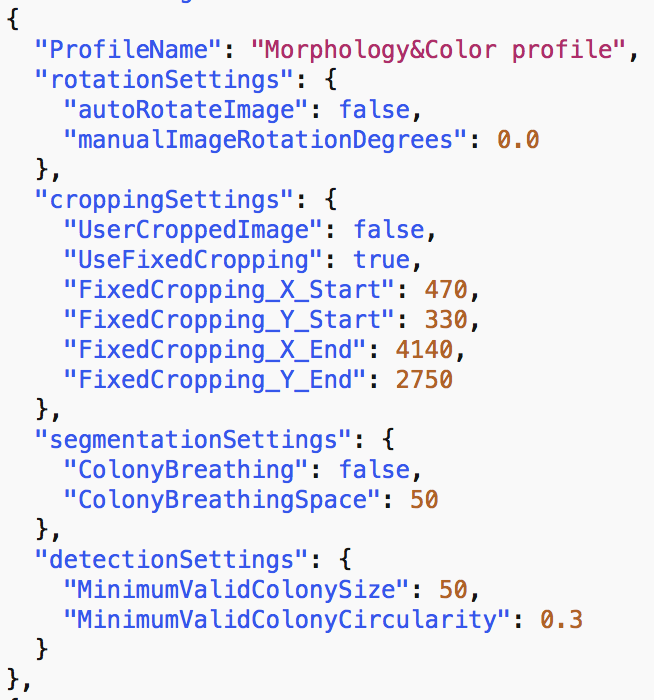 {
"ProfileName": "Morphology&Color profile",
"rotationSettings": {
"autoRotateImage": false,
"manualImageRotationDegrees": 0.0
},
"croppingSettings": {
"UserCroppedImage": false,
"UseFixedCropping": true,
"FixedCropping_X_Start": 470,
"FixedCropping_Y_Start": 330,
"FixedCropping_X_End": 4140,
"FixedCropping_Y_End": 2750
},
"segmentationSettings": {
"ColonyBreathing": false,
"ColonyBreathingSpace": 50
},
"detectionSettings": {
"MinimumValidColonySize": 50,
"MinimumValidColonyCircularity": 0.3
}
},